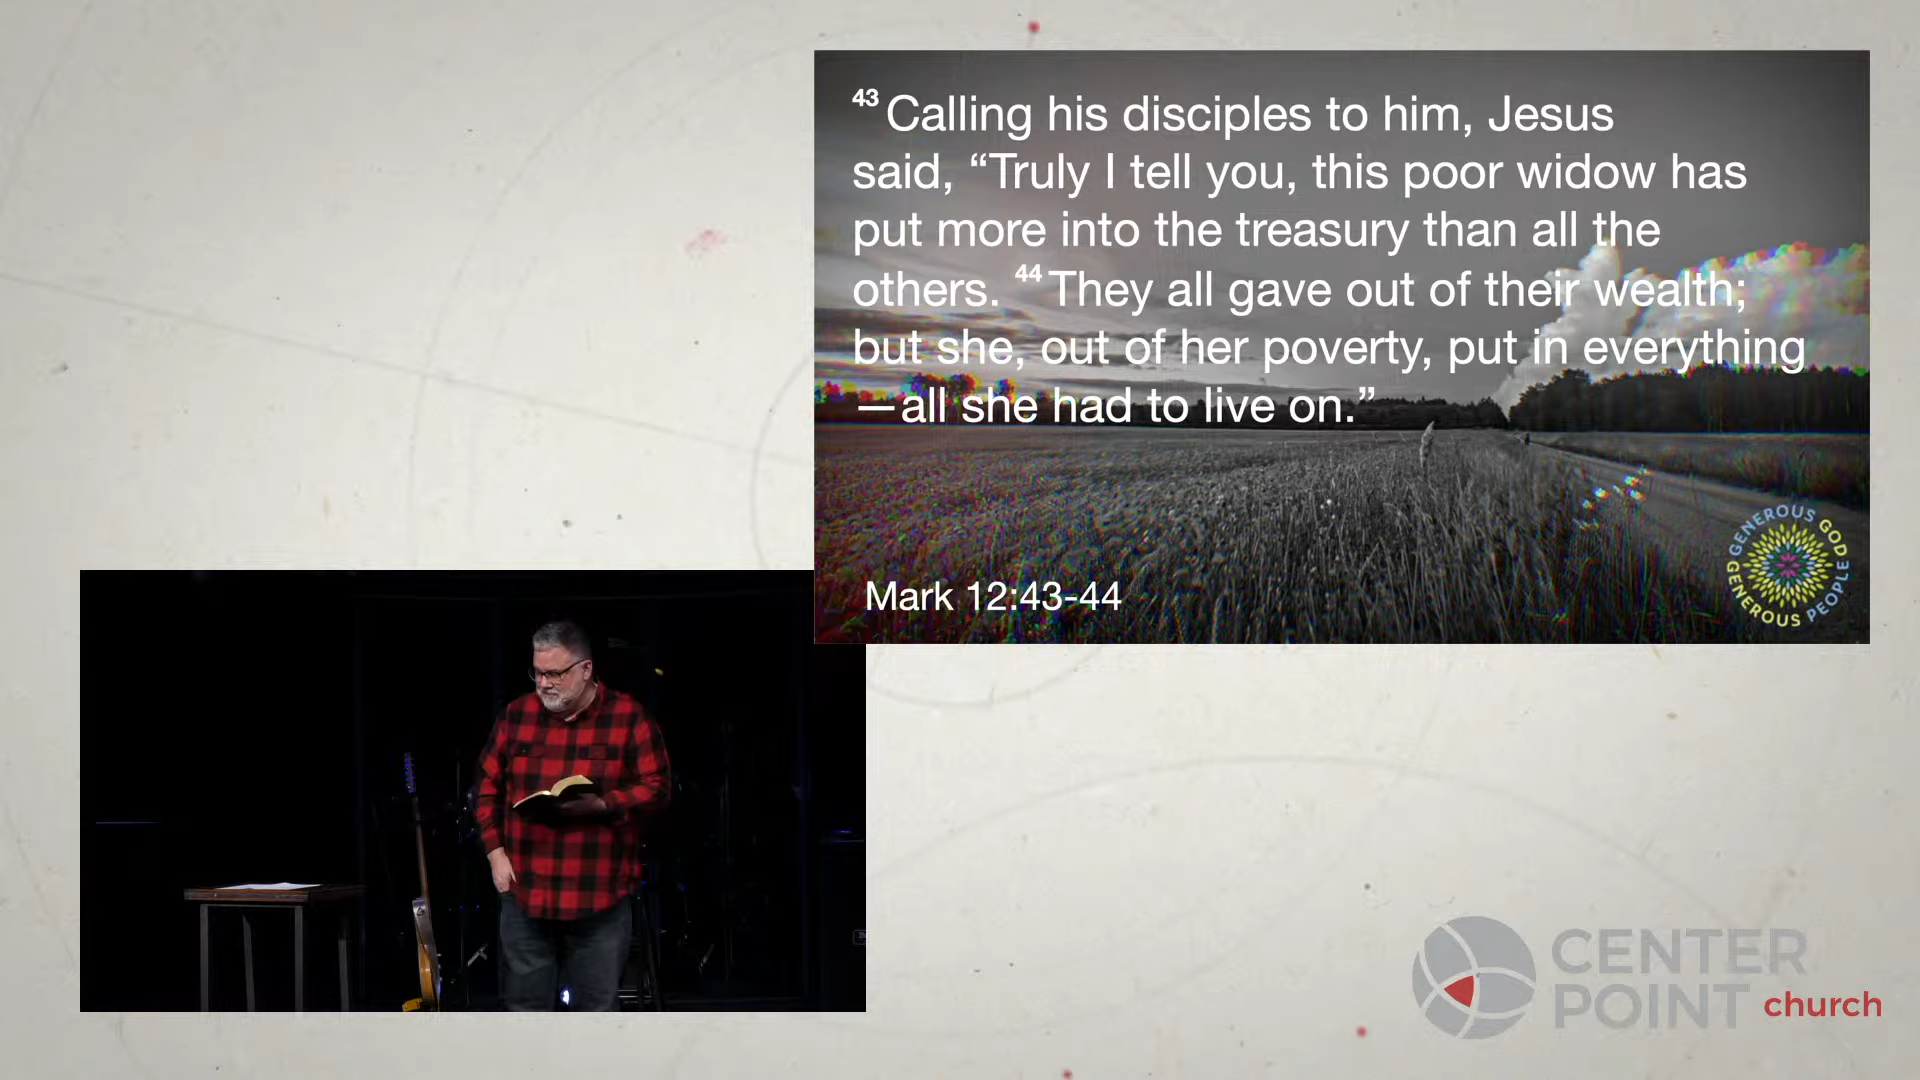 43 Calling his disciples to him, Jesus
said, “Truly I tell you, this poor widow has
put more into the treasury than all the
others. 44 They all gave out of their wealth;
but she, out of her poverty, put in everything
—all she had to live on.”
Mark 12:43-44
GENEROUS GOD
GENEROUS PEOPLE
CENTER
POINT church